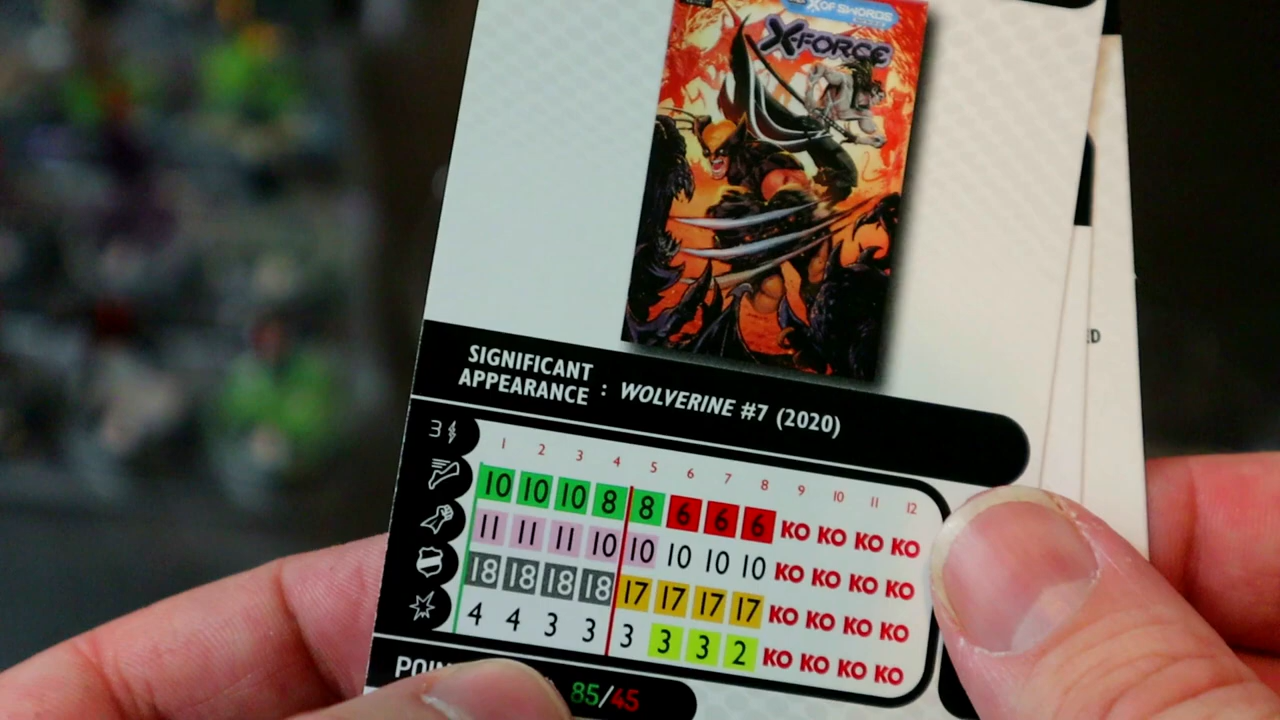 X OF SWORDS
X-FORCE
SIGNIFICANT
APPEARANCE : WOLVERINE #7 (2020)
3
1 2 3 4 5 6 7 8 9 10 11 12
10 10 10 8 8 6 6 6 KO KO KO KO
11 11 11 10 10 10 10 10 KO KO KO KO
18 18 18 18 17 17 17 17 KO KO KO KO
4 4 3 3 3 3 3 2 KO KO KO KO
85/45